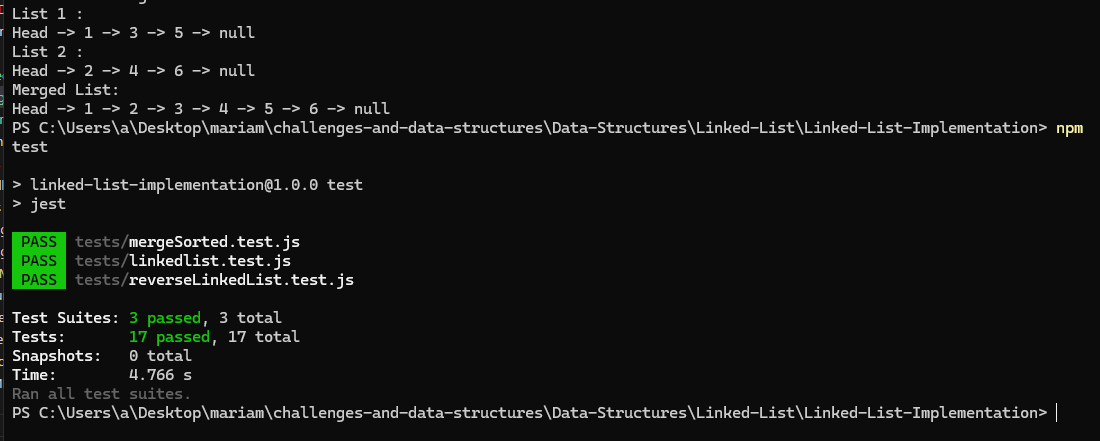 List 1 :
Head -> 1 -> 3 -> 5 -> null
List 2 :
Head -> 2 -> 4 -> 6 -> null
Merged List:
Head -> 1 -> 2 -> 3 -> 4 -> 5 -> 6 -> null
PS C:\Users\a\Desktop\mariam\challenges-and-data-structures\Data-Structures\Linked-List\Linked-List-Implementation> npm
test
> linked-list-implementation@1.0.0 test
> jest
PASS tests/mergeSorted.test.js
PASS tests/linkedlist.test.js
PASS tests/reverseLinkedList.test.js
Test Suites: 3 passed, 3 total
Tests: 17 passed, 17 total
Snapshots: 0 total
Time: 4.766 s
Ran all test suites.
PS C:\Users\a\Desktop\mariam\challenges-and-data-structures\Data-Structures\Linked-List\Linked-List-Implementation>